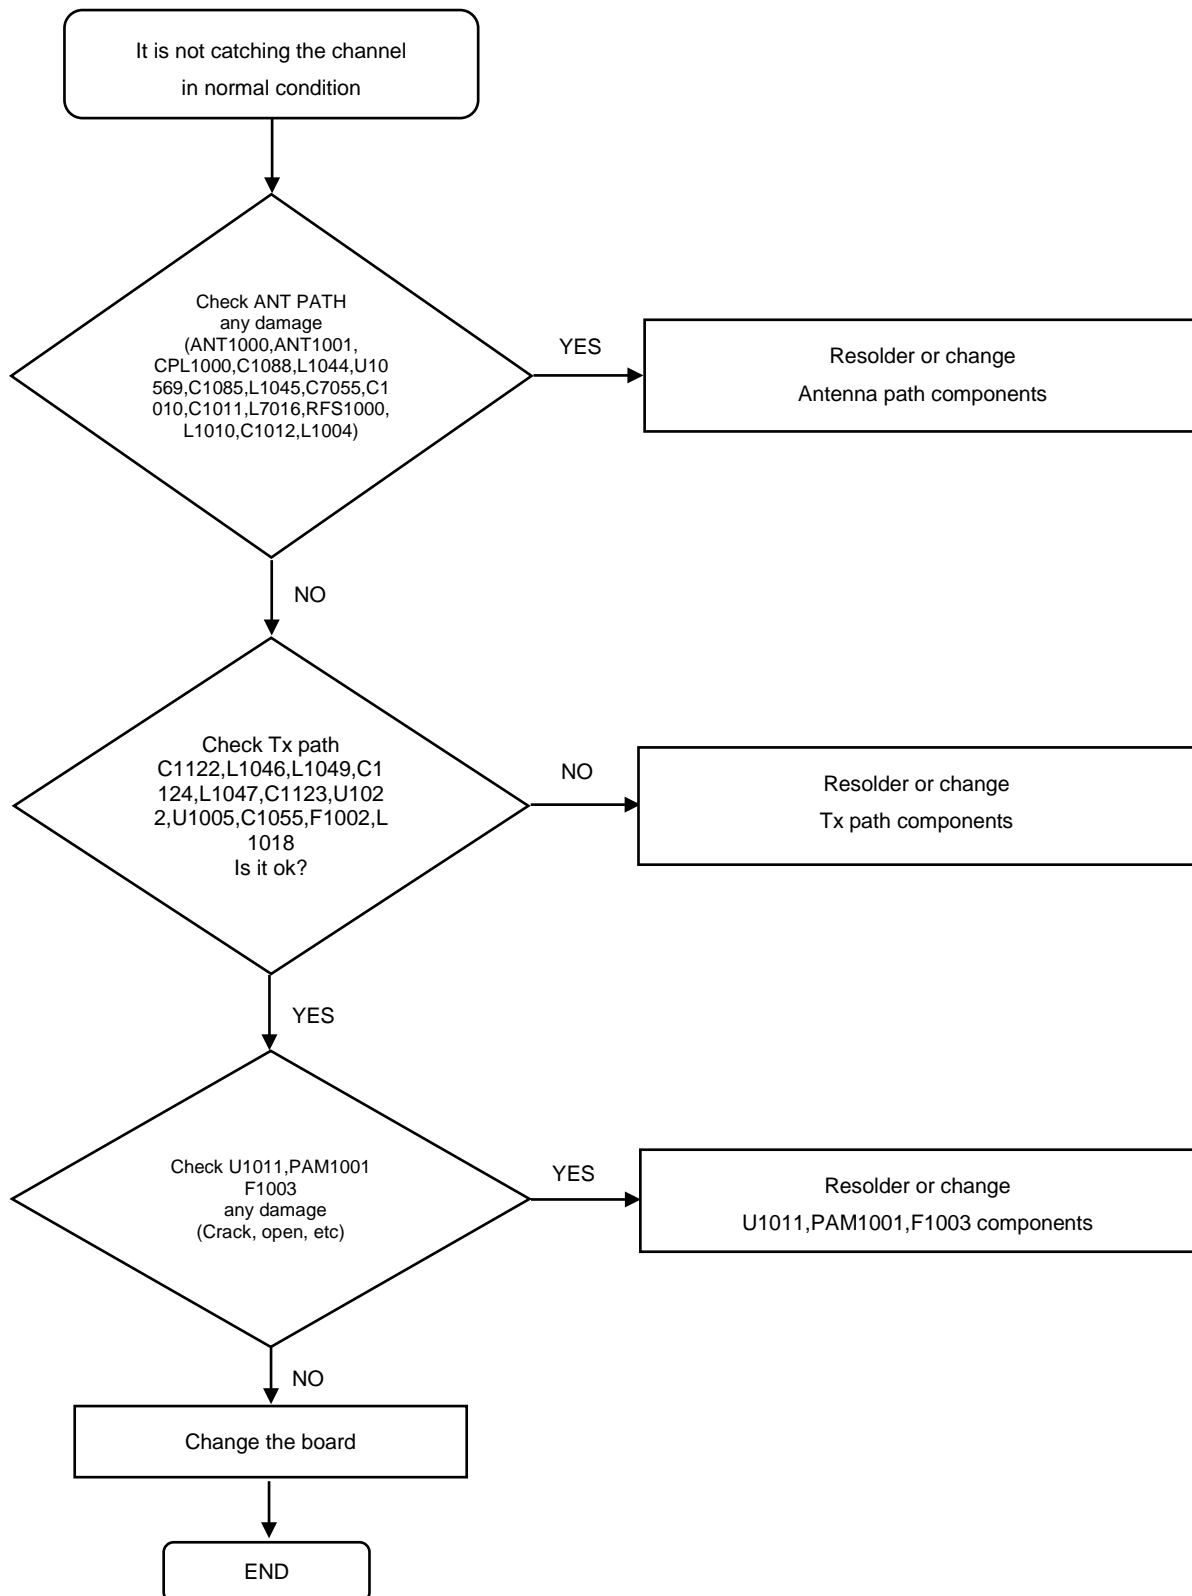 It is not catching the channel
in normal condition
Check ANT PATH
any damage
(ANT1000,ANT1001,
CPL1000,C1088,L1044,U10
569,C1085,L1045,C7055,C1
010,C1011,L7016,RFS1000,
L1010,C1012,L1004)
YES
Resolder or change
Antenna path components
NO
Check Tx path
C1122,L1046,L1049,C1
124,L1047,C1123,U102
2,U1005,C1055,F1002,L
1018
Is it ok?
NO
Resolder or change
Tx path components
YES
Check U1011,PAM1001
F1003
any damage
(Crack, open, etc)
YES
Resolder or change
U1011,PAM1001,F1003 components
NO
Change the board
END